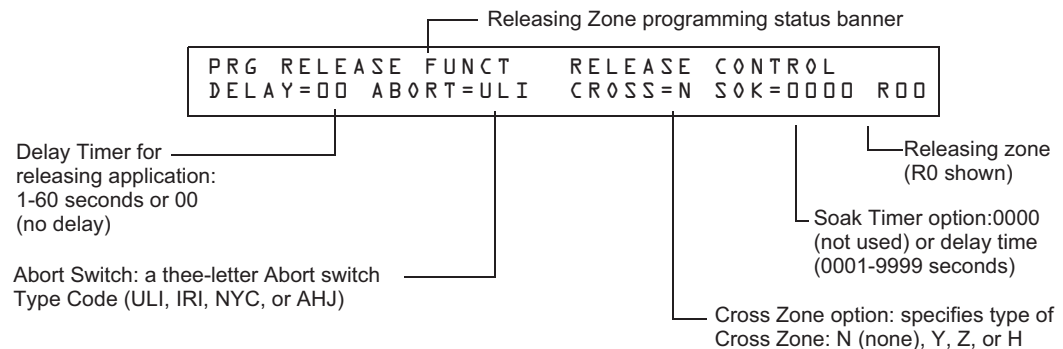 Releasing Zone programming status banner
PRG RELEASE FUNCT RELEASE CONTROL
DELAY=00 ABORT=ULI CROSS=N SOK=0000 R00
Delay Timer for
releasing application:
1-60 seconds or 00
(no delay)
Releasing zone
(R0 shown)
Soak Timer option:0000
(not used) or delay time
(0001-9999 seconds)
Abort Switch: a thee-letter Abort switch
Type Code (ULI, IRI, NYC, or AHJ)
Cross Zone option: specifies type of
Cross Zone: N (none), Y, Z, or H